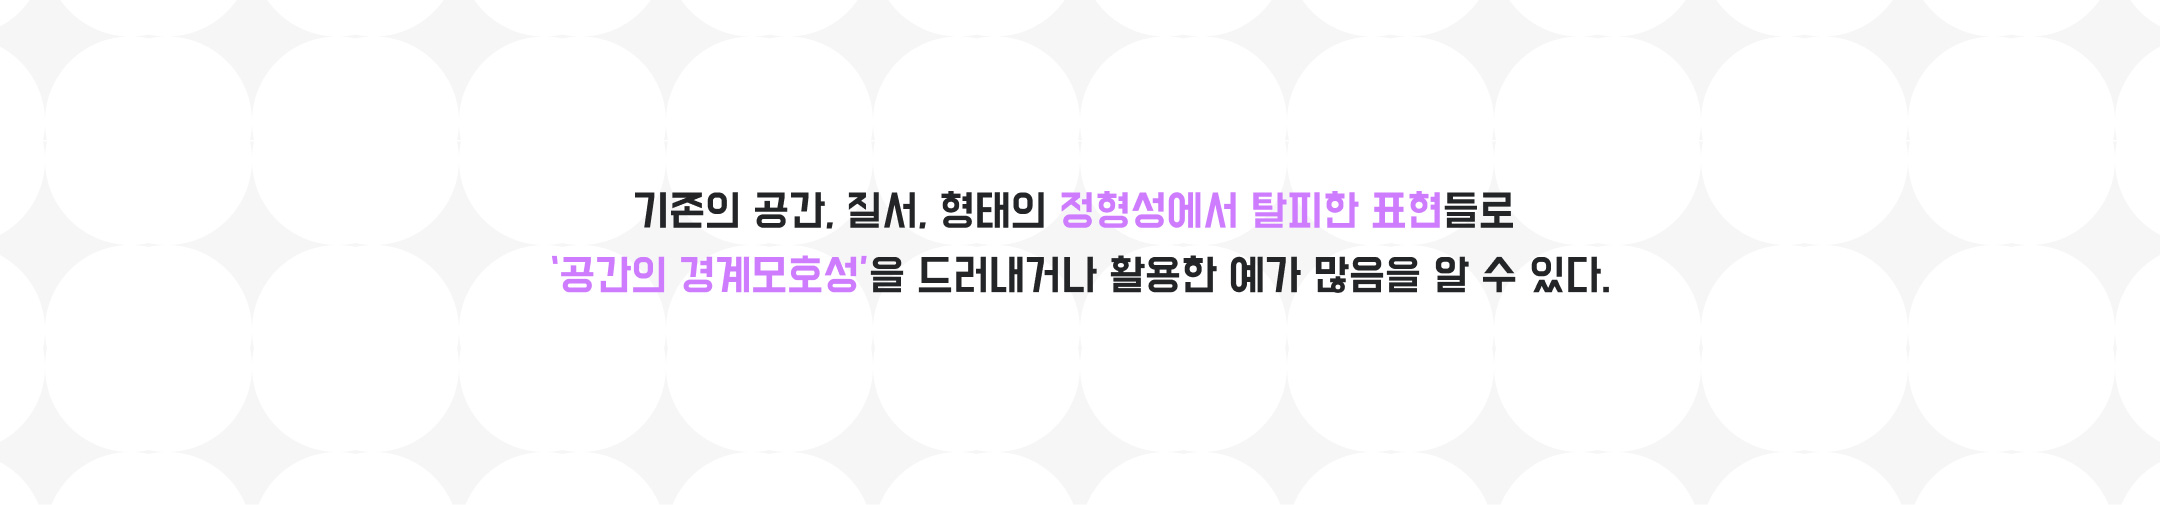 기존의 공간, 질서, 형태의 정형성에서 탈피한 표현들로
‘공간의 경계모호성’을 드러내거나 활용한 예가 많음을 알 수 있다.